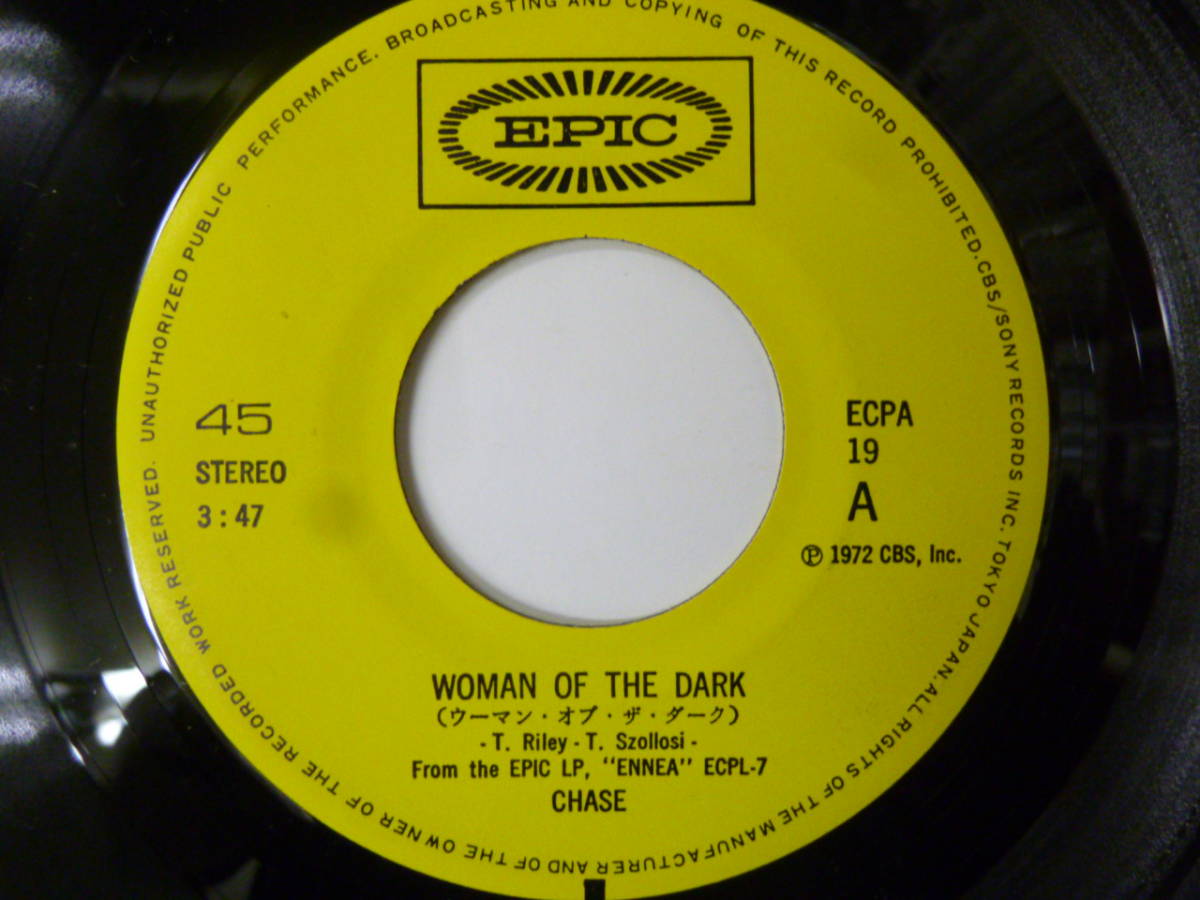 EPIC
45
STEREO
3:47
ECPA
19
A
Ⓟ 1972 CBS, Inc.
WOMAN OF THE DARK
(ウーマン・オブ・ザ・ダーク)
- T. Riley - T. Szollosi -
From the EPIC LP, "ENNEA" ECPL-7
CHASE
UNAUTHORIZED PUBLIC PERFORMANCE. BROADCASTING AND COPYING OF THIS RECORD PROHIBITED. CBS/SONY RECORDS INC. TOKYO JAPAN. ALL RIGHTS OF THE MANUFACTURER AND OF THE OWNER OF THE RECORDED WORK RESERVED.